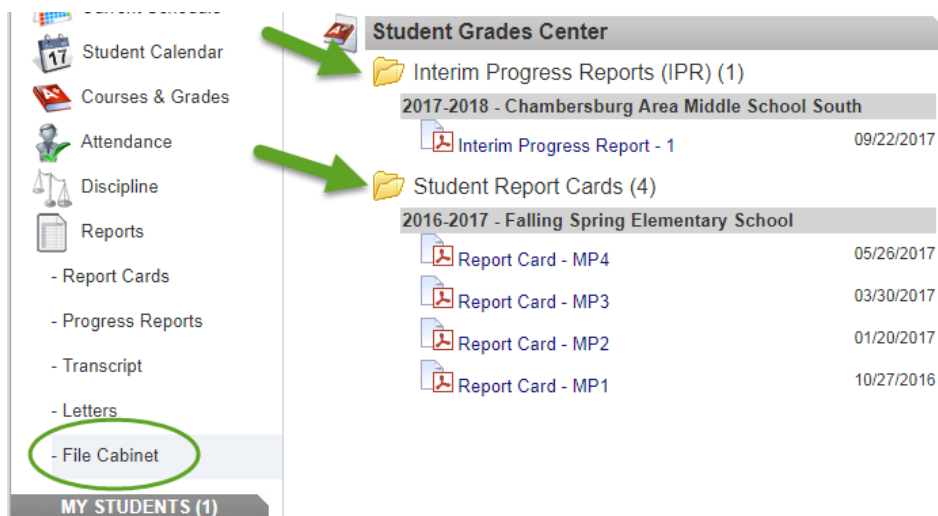 Current Schedule
17
Student Calendar
Courses & Grades
Attendance
Discipline
Reports
- Report Cards
- Progress Reports
- Transcript
- Letters
- File Cabinet
MY STUDENTS (1)
Student Grades Center
Interim Progress Reports (IPR) (1)
2017-2018 - Chambersburg Area Middle School South
Interim Progress Report - 1 09/22/2017
Student Report Cards (4)
2016-2017 - Falling Spring Elementary School
Report Card - MP4 05/26/2017
Report Card - MP3 03/30/2017
Report Card - MP2 01/20/2017
Report Card - MP1 10/27/2016